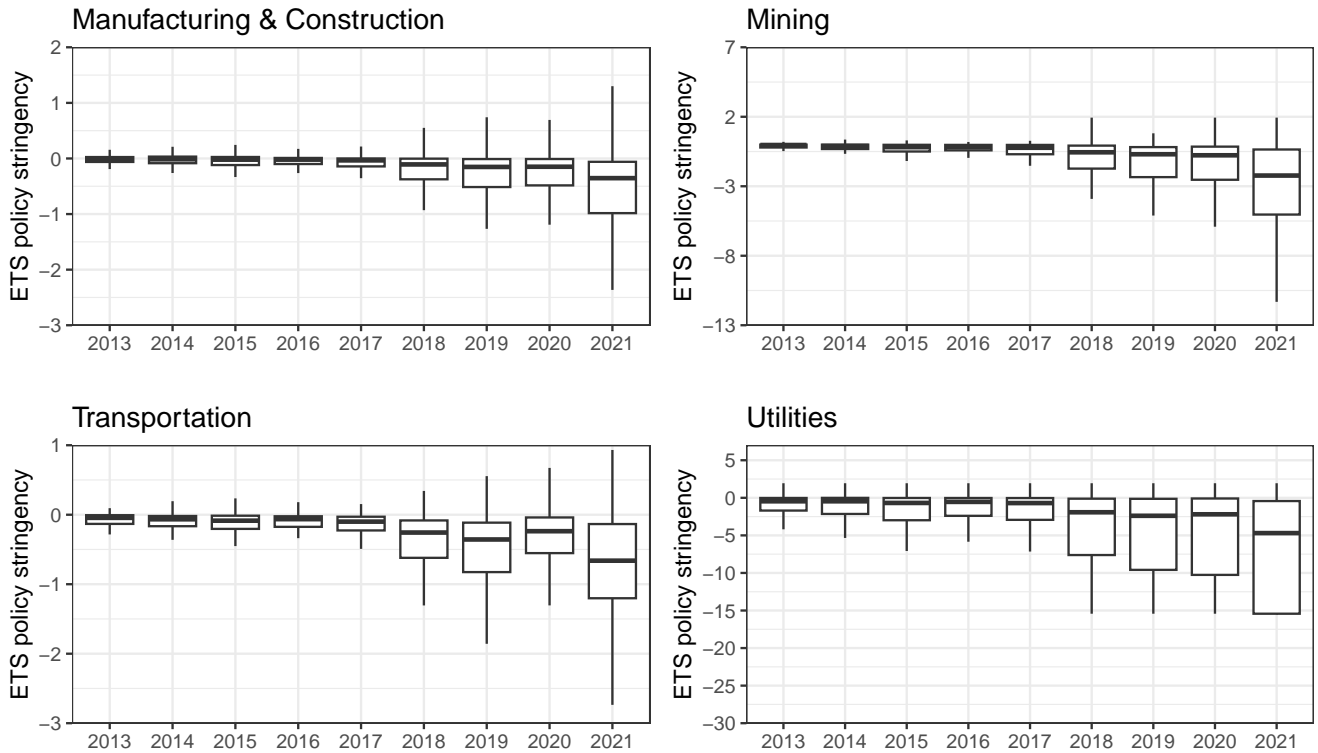 Manufacturing & Construction
ETS policy stringency
2
1
0
−1
−2
−3
2013 2014 2015 2016 2017 2018 2019 2020 2021
Mining
ETS policy stringency
7
2
−3
−8
−13
2013 2014 2015 2016 2017 2018 2019 2020 2021
Transportation
ETS policy stringency
1
0
−1
−2
−3
2013 2014 2015 2016 2017 2018 2019 2020 2021
Utilities
ETS policy stringency
5
0
−5
−10
−15
−20
−25
−30
2013 2014 2015 2016 2017 2018 2019 2020 2021